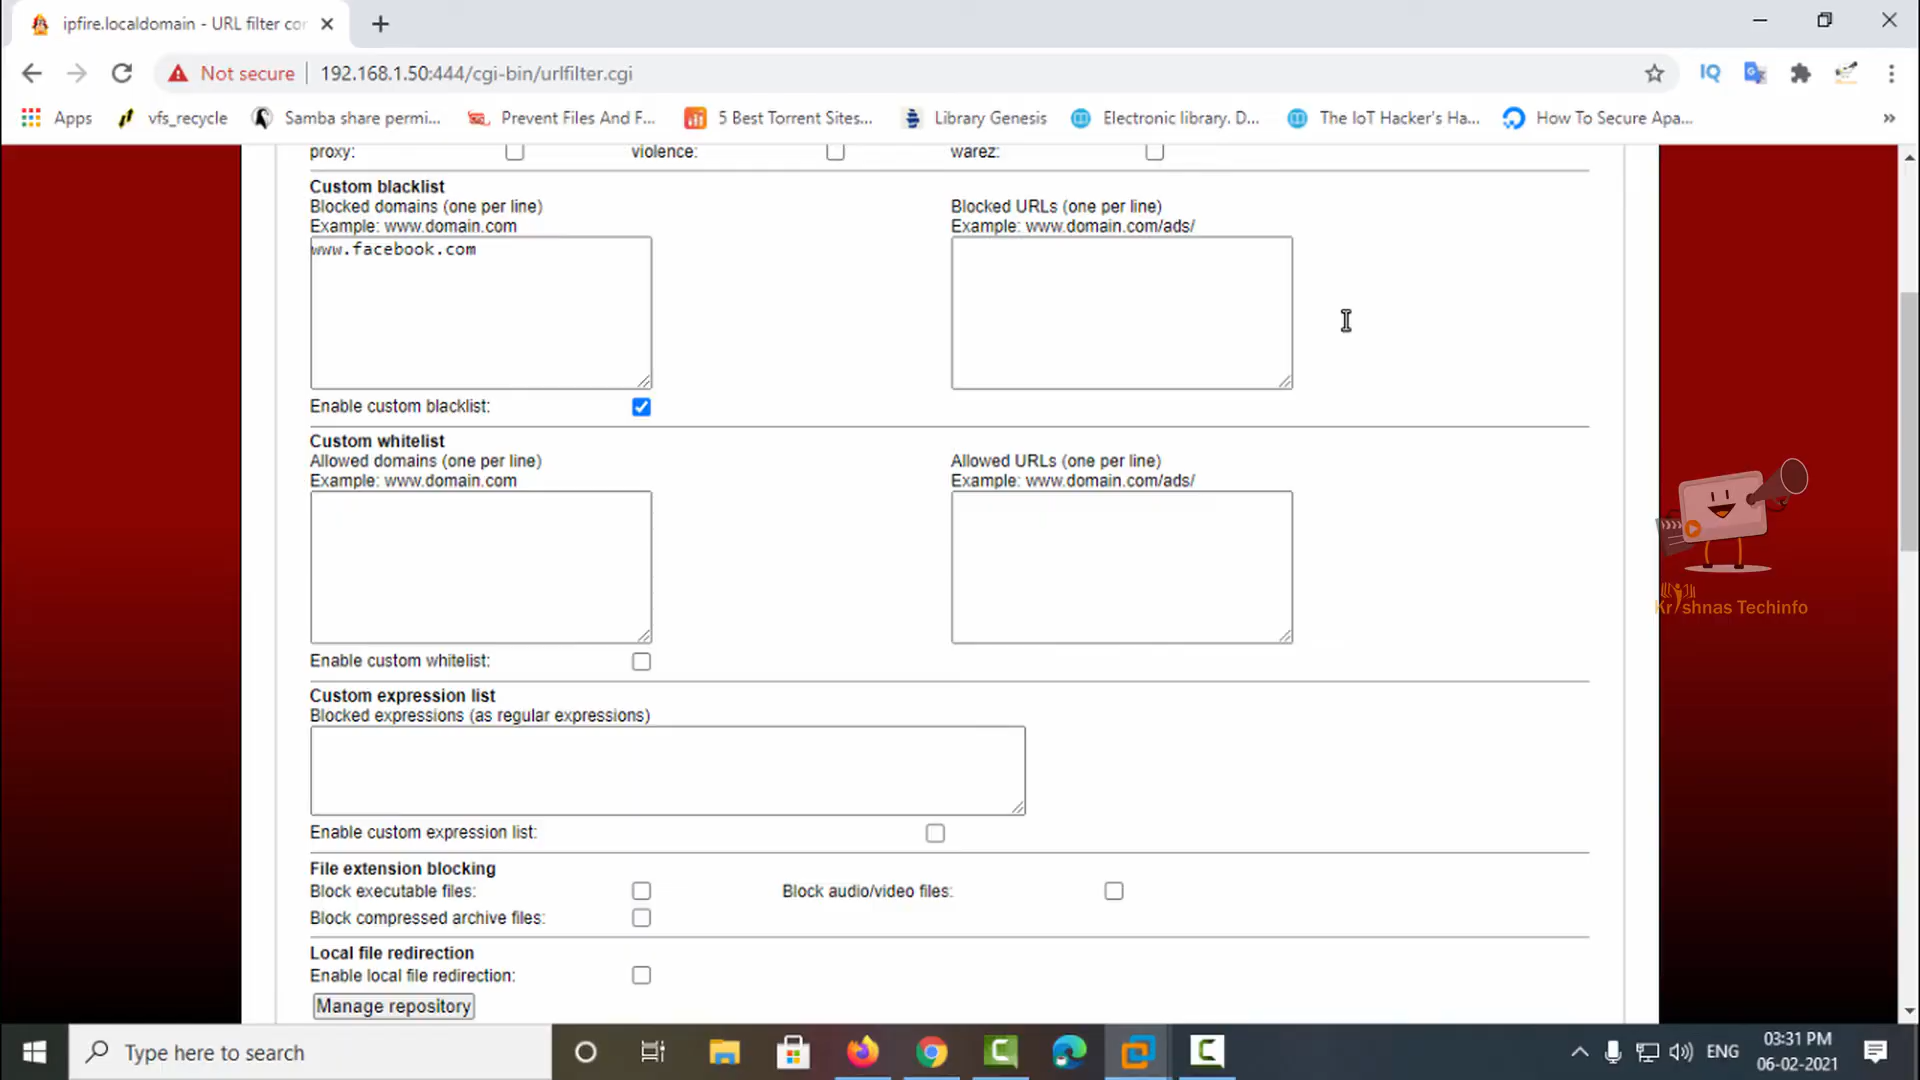 ipfire.localdomain - URL filter cor
Not secure
192.168.1.50:444/cgi-bin/urlfilter.cgi
IQ
Apps
vfs_recycle
Samba share permi...
Prevent Files And F...
5 Best Torrent Sites...
Library Genesis
Electronic library. D...
The IoT Hacker's Ha...
How To Secure Apa...
proxy:
violence:
warez:
Custom blacklist
Blocked domains (one per line)
Blocked URLs (one per line)
Example: www.domain.com
Example: www.domain.com/ads/
www.facebook.com
Enable custom blacklist:
Custom whitelist
Allowed domains (one per line)
Allowed URLs (one per line)
Example: www.domain.com
Example: www.domain.com/ads/
Krishnas Techinfo
Enable custom whitelist:
Custom expression list
Blocked expressions (as regular expressions)
Enable custom expression list:
File extension blocking
Block executable files:
Block audio/video files:
Block compressed archive files:
Local file redirection
Enable local file redirection:
Manage repository
Type here to search
ENG
03:31 PM
06-02-2021